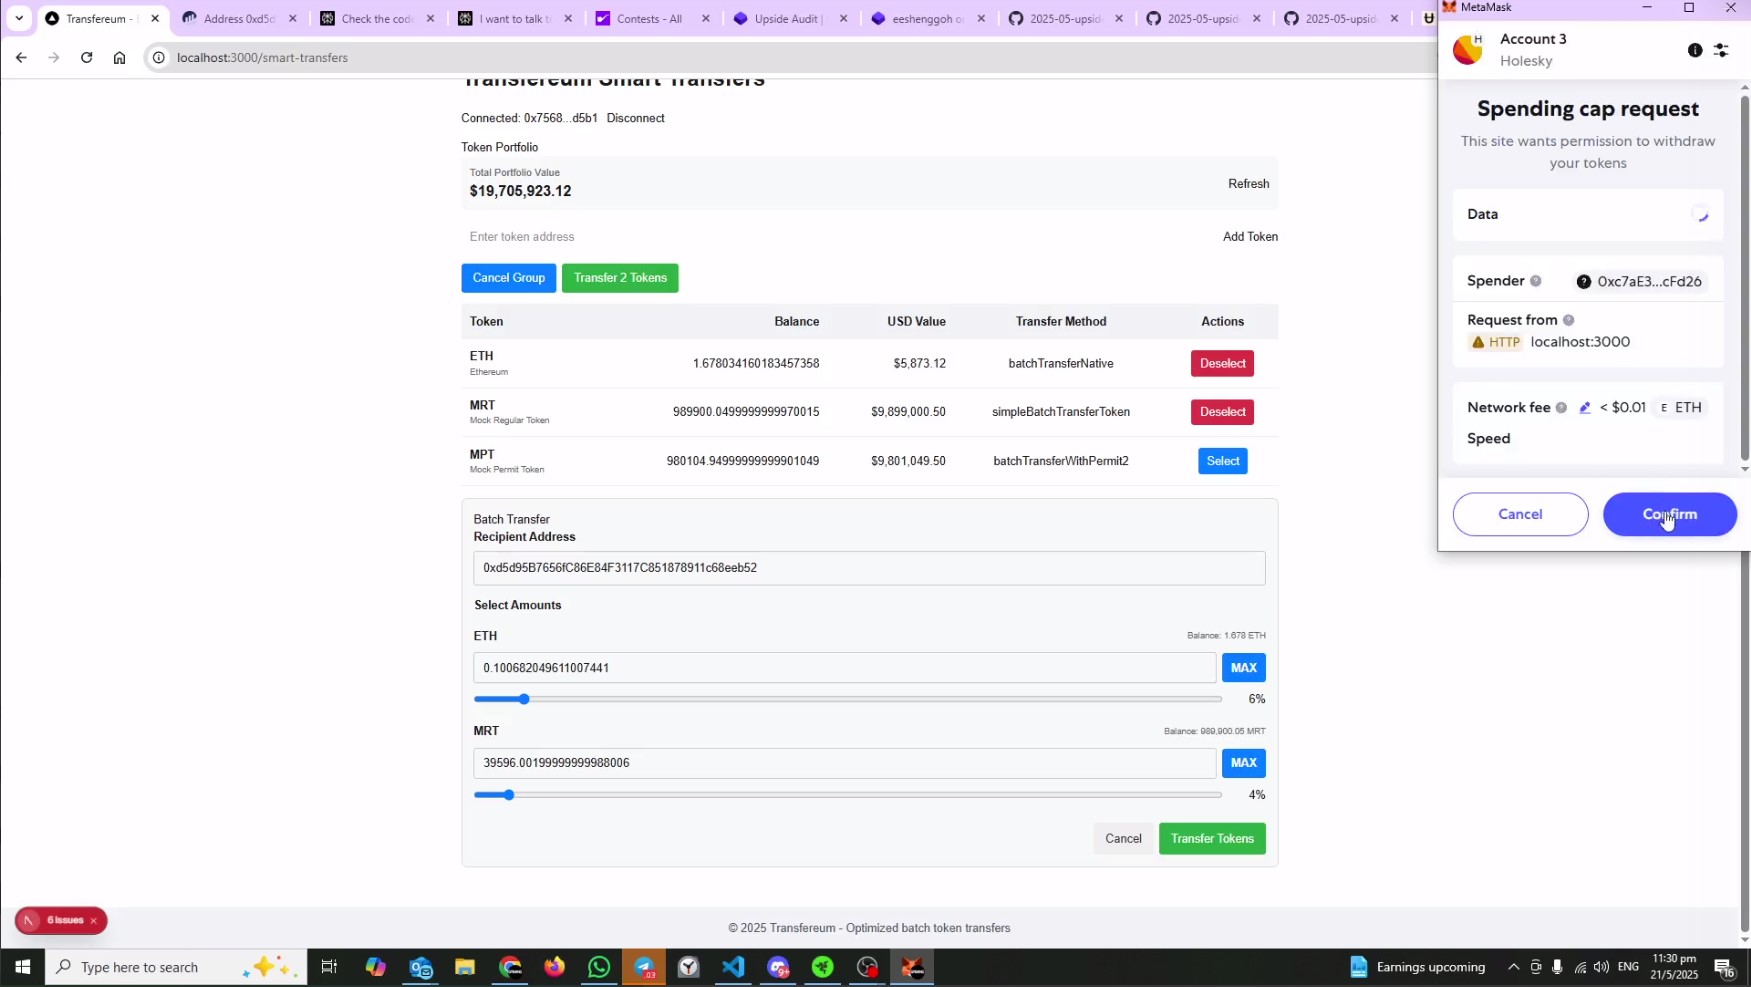 Transfereum -
Address 0xd5d
Check the code
I want to talk t
Contests - All
Upside Audit |
eeshenggoh o
2025-05-upsid
2025-05-upsid
2025-05-upsid
localhost:3000/smart-transfers
Transfereum Smart Transfers
Connected: 0x7568...d5b1 Disconnect
Token Portfolio
Total Portfolio Value
$19,705,923.12
Refresh
Enter token address
Add Token
Cancel Group
Transfer 2 Tokens
Token Balance USD Value Transfer Method Actions
ETH 1.678034160183457358 $5,873.12 batchTransferNative Deselect
Ethereum
MRT 989900.0499999999970015 $9,899,000.50 simpleBatchTransferToken Deselect
Mock Regular Token
MPT 980104.94999999999901049 $9,801,049.50 batchTransferWithPermit2 Select
Mock Permit Token
Batch Transfer
Recipient Address
0xd5d95B7656fC86E84F3117C851878911c68eeb52
Select Amounts
ETH Balance: 1.678 ETH
0.100682049611007441 MAX
6%
MRT Balance: 989,900.05 MRT
39596.00199999999988006 MAX
4%
Cancel Transfer Tokens
© 2025 Transfereum - Optimized batch token transfers
6 Issues
MetaMask
H
Account 3
Holesky
Spending cap request
This site wants permission to withdraw
your tokens
Data
Spender 0xc7aE3...cFd26
Request from
HTTP localhost:3000
Network fee < $0.01 E ETH
Speed
Cancel Confirm
Type here to search
.03
9+
Earnings upcoming
ENG
11:30 pm
21/5/2025
16